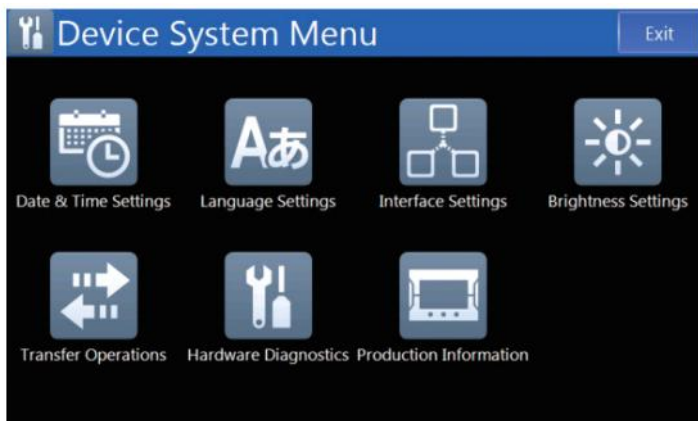 Device System Menu
Exit
Aあ
Date & Time Settings
Language Settings
Interface Settings
Brightness Settings
Transfer Operations
Hardware Diagnostics
Production Information